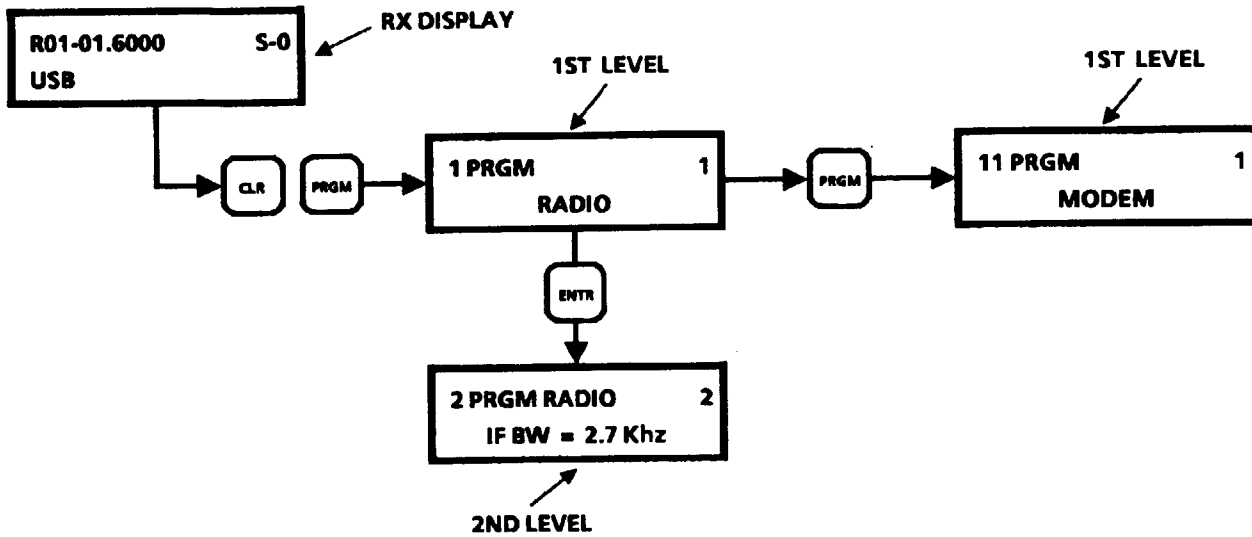 RX DISPLAY
R01-01.6000 S-0
USB
1ST LEVEL
1ST LEVEL
CLR
PRGM
1 PRGM 1
RADIO
PRGM
11 PRGM 1
MODEM
ENTR
2 PRGM RADIO 2
IF BW = 2.7 Khz
2ND LEVEL